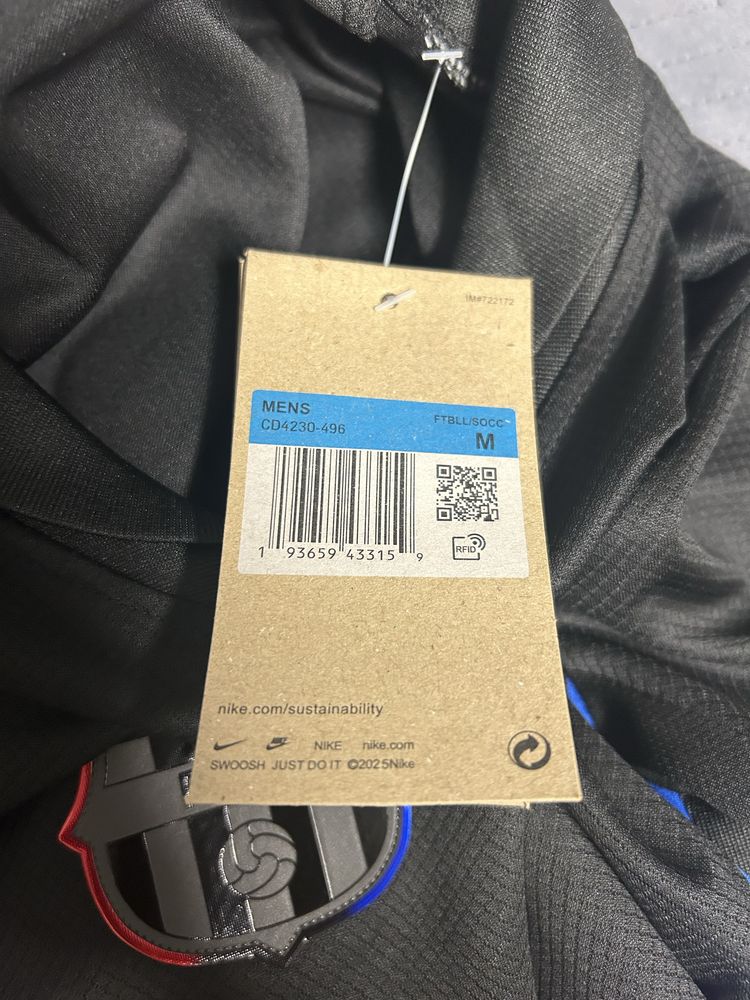 IM#722172
MENS
FTBLL/SOCC
CD4230-496
M
1 93659 43315 9
RFID
nike.com/sustainability
NIKE nike.com
SWOOSH JUST DO IT ©2025Nike